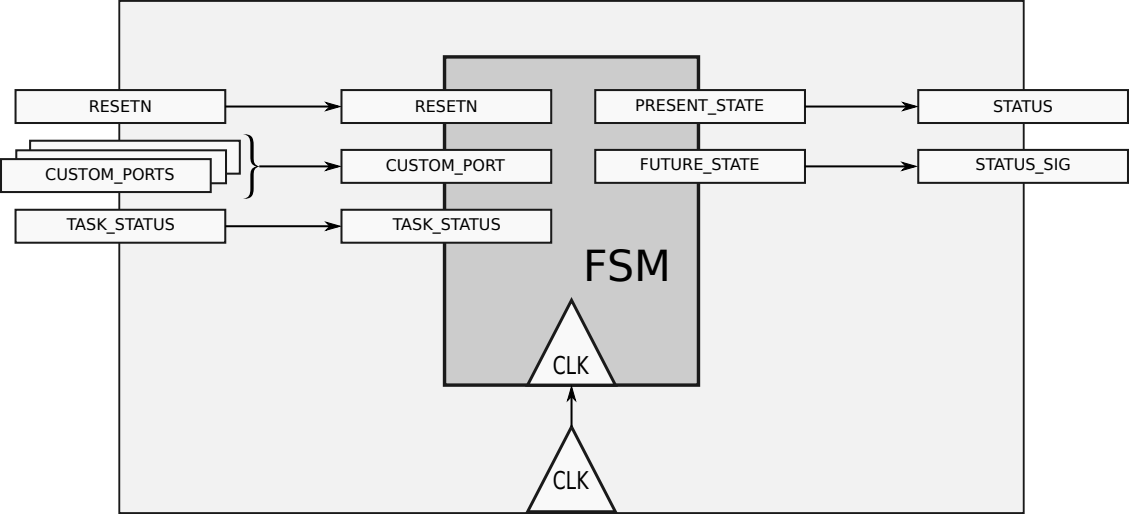 RESETN
RESETN
PRESENT_STATE
STATUS
CUSTOM_PORTS
CUSTOM_PORT
FUTURE_STATE
STATUS_SIG
TASK_STATUS
TASK_STATUS
FSM
CLK
CLK